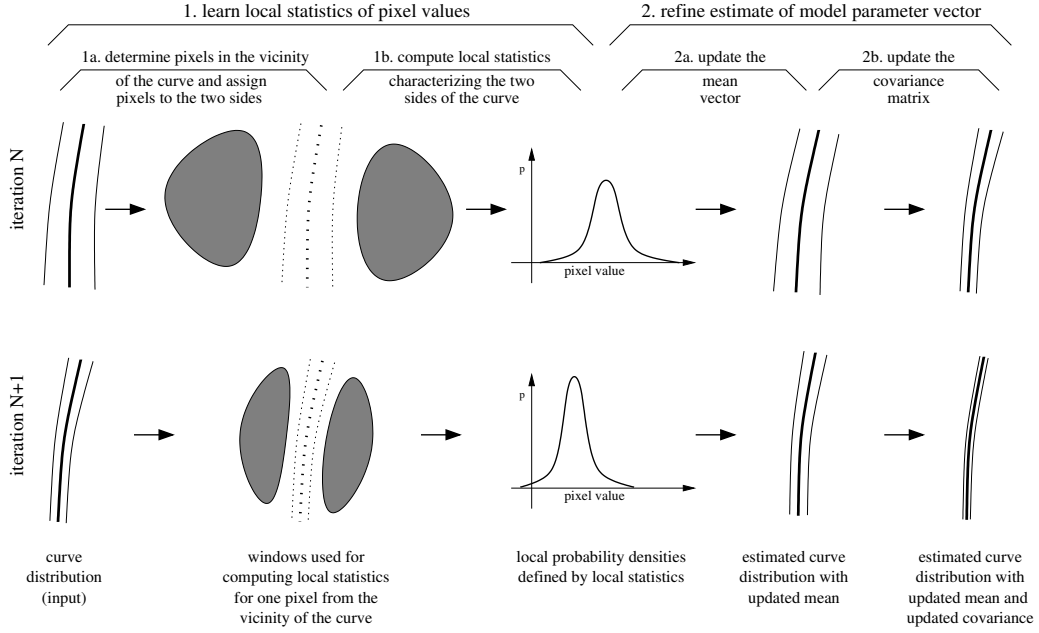 1. learn local statistics of pixel values
2. refine estimate of model parameter vector
1a. determine pixels in the vicinity
of the curve and assign
pixels to the two sides
1b. compute local statistics
characterizing the two
sides of the curve
2a. update the
mean
vector
2b. update the
covariance
matrix
iteration N
p
pixel value
iteration N+1
p
pixel value
curve
distribution
(input)
windows used for
computing local statistics
for one pixel from the
vicinity of the curve
local probability densities
defined by local statistics
estimated curve
distribution with
updated mean
estimated curve
distribution with
updated mean and
updated covariance